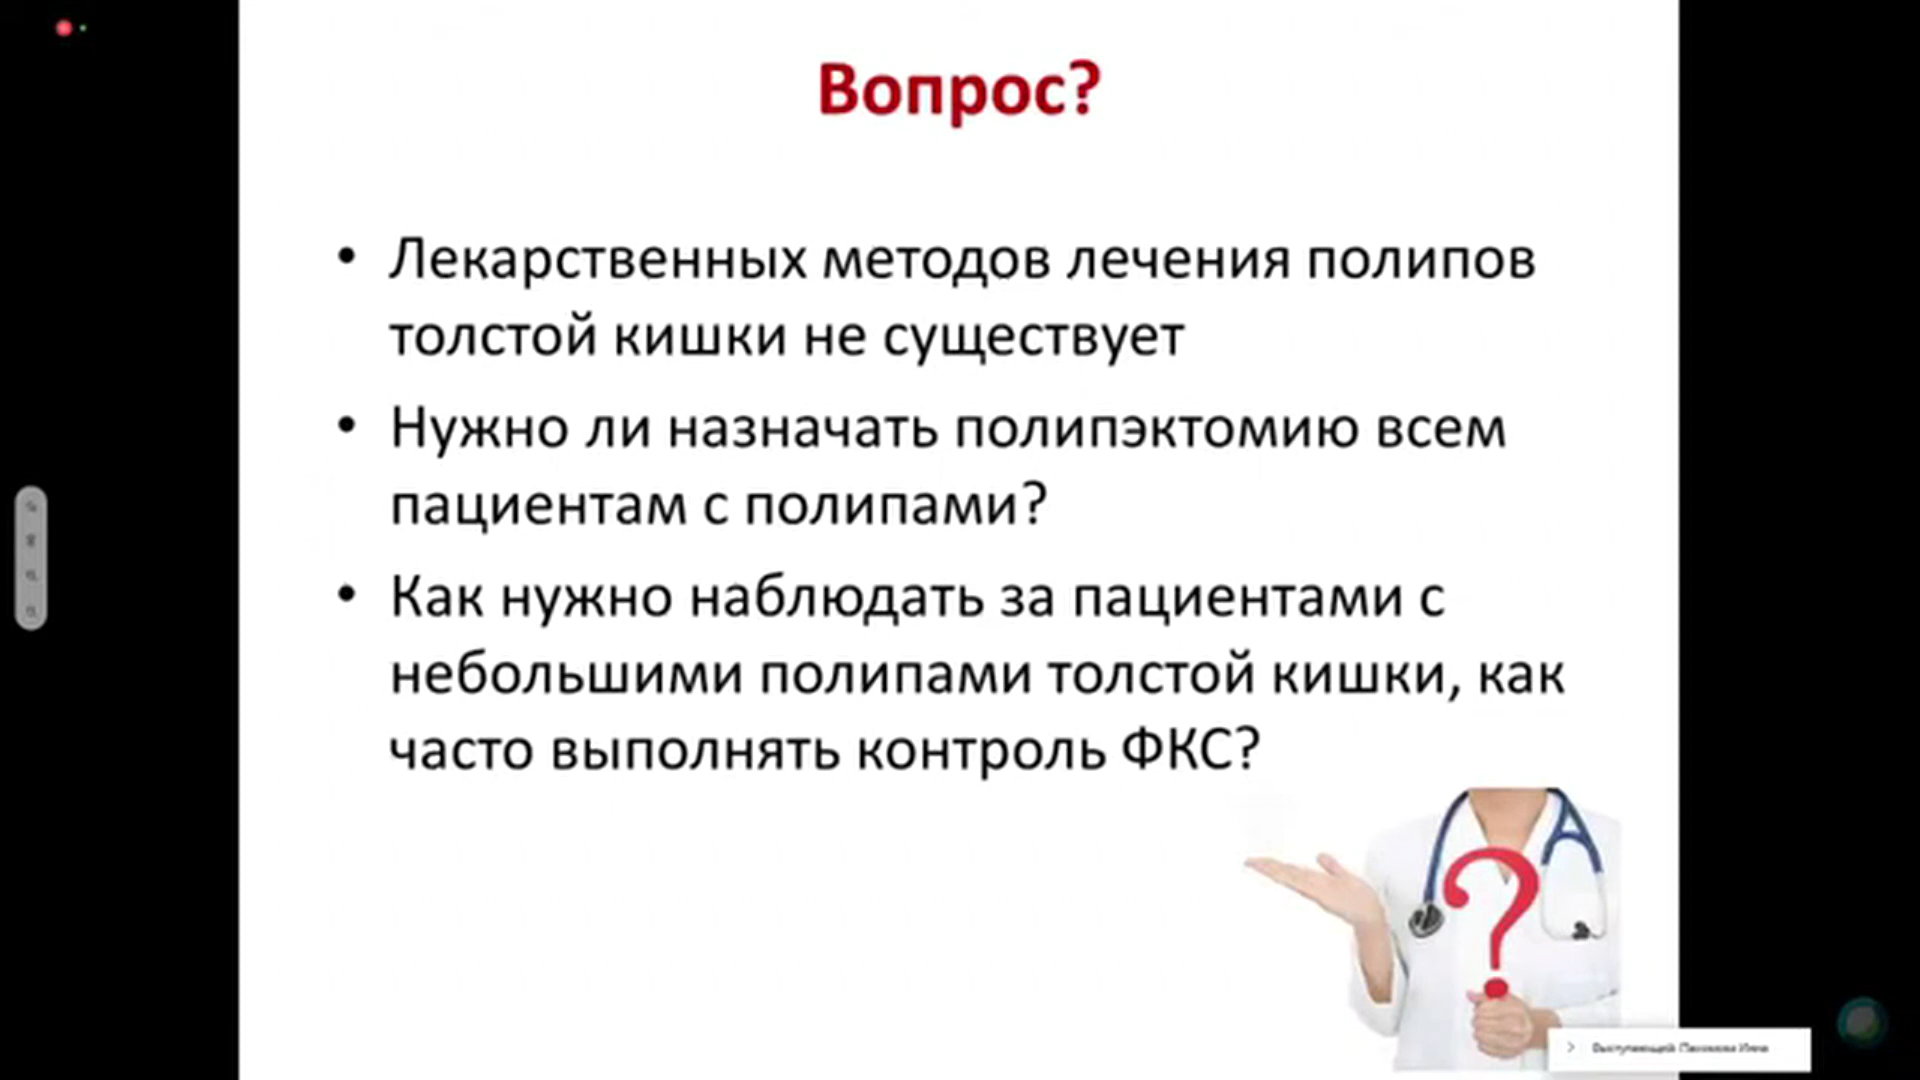 Вопрос?
• Лекарственных методов лечения полипов
толстой кишки не существует
• Нужно ли назначать полипэктомию всем
пациентам с полипами?
• Как нужно наблюдать за пациентами с
небольшими полипами толстой кишки, как
часто выполнять контроль ФКС?